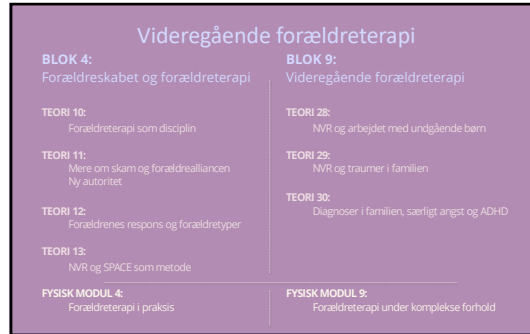 Videregående forældreterapi
BLOK 4:
Forældreskabet og forældreterapi
TEORI 10:
Forældreterapi som disciplin
TEORI 11:
Mere om skam og forældrealliancen
Ny autoritet
TEORI 12:
Forældrenes respons og forældretyper
TEORI 13:
NVR og SPACE som metode
FYSISK MODUL 4:
Forældreterapi i praksis
BLOK 9:
Videregående forældreterapi
TEORI 28:
NVR og arbejdet med undgående børn
TEORI 29:
NVR og traumer i familien
TEORI 30:
Diagnoser i familien, særligt angst og ADHD
FYSISK MODUL 9:
Forældreterapi under komplekse forhold